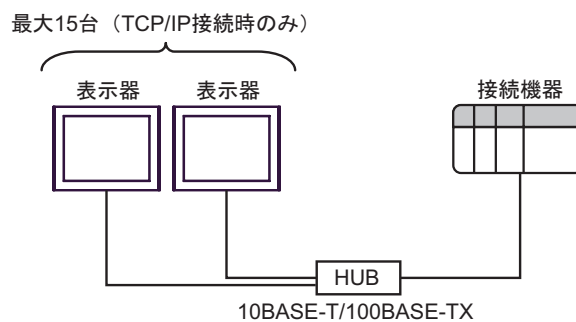 最大15台（TCP/IP接続時のみ）
表示器
表示器
接続機器
HUB
10BASE-T/100BASE-TX